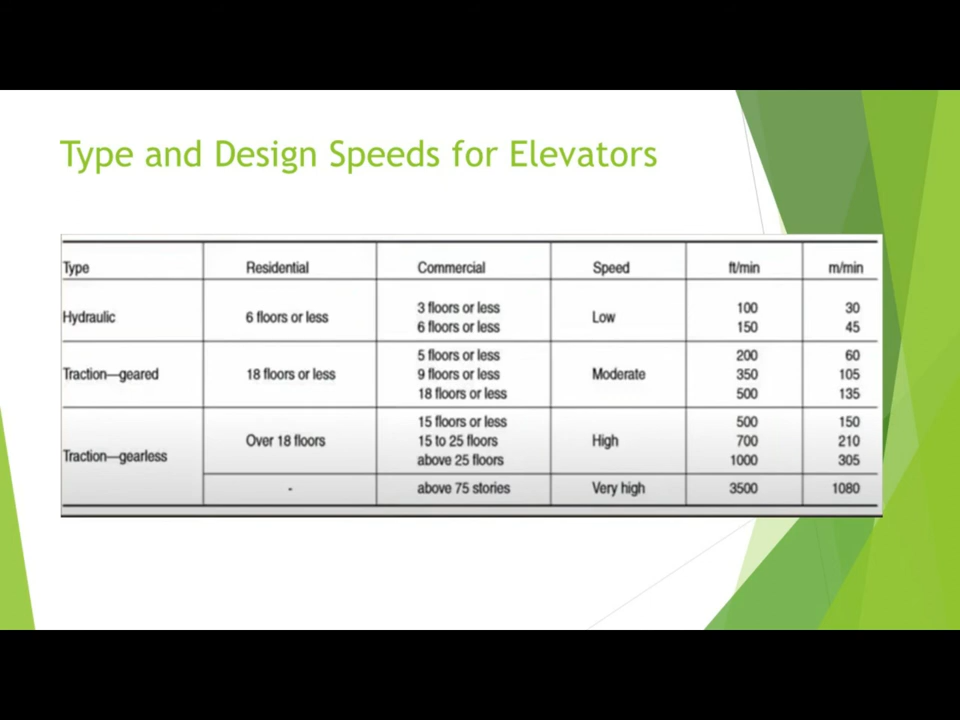 Type and Design Speeds for Elevators
Type Residential Commercial Speed ft/min m/min
Hydraulic 6 floors or less 3 floors or less Low 100 30
6 floors or less 150 45
Traction—geared 18 floors or less 5 floors or less Moderate 200 60
9 floors or less 350 105
18 floors or less 500 135
Traction—gearless Over 18 floors 15 floors or less High 500 150
15 to 25 floors 700 210
above 25 floors 1000 305
- above 75 stories Very high 3500 1080